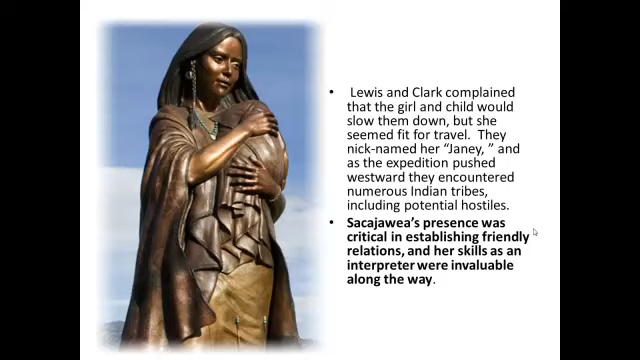 • Lewis and Clark complained
that the girl and child would
slow them down, but she
seemed fit for travel. They
nick-named her “Janey, ” and
as the expedition pushed
westward they encountered
numerous Indian tribes,
including potential hostiles.
• Sacajawea’s presence was
critical in establishing friendly
relations, and her skills as an
interpreter were invaluable
along the way.